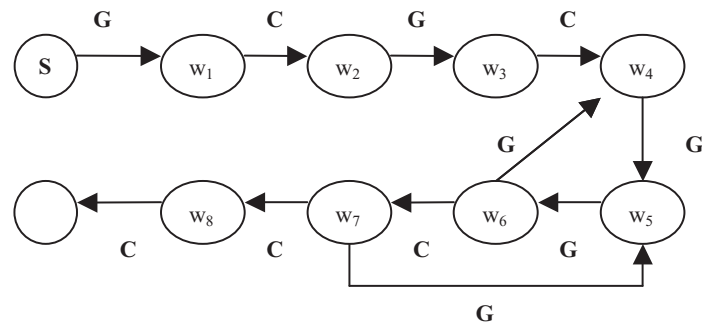 G C G C
S w₁ w₂ w₃ w₄
G G
w₈ w₇ w₆ w₅
C C C G
G